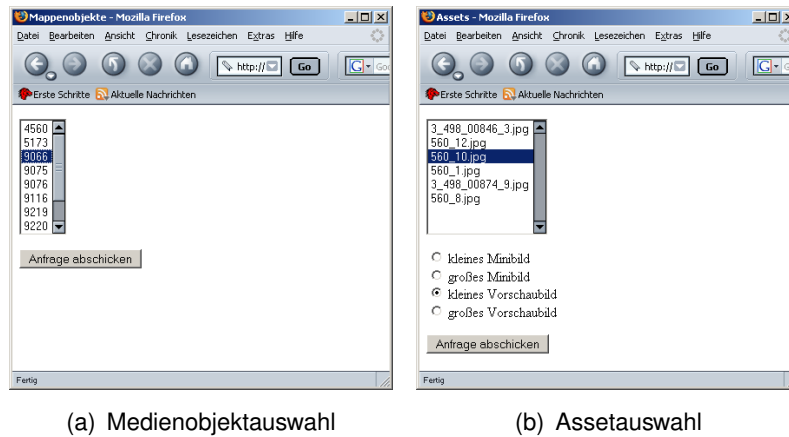 Mappenobjekte - Mozilla Firefox
Datei Bearbeiten Ansicht Chronik Lesezeichen Extras Hilfe
http:// Go G Goo
Erste Schritte Aktuelle Nachrichten
4560
5173
9066
9075
9076
9116
9219
9220
Anfrage abschicken
Fertig
(a) Medienobjektauswahl
Assets - Mozilla Firefox
Datei Bearbeiten Ansicht Chronik Lesezeichen Extras Hilfe
http:// Go G
Erste Schritte Aktuelle Nachrichten
3_498_00846_3.jpg
560_12.jpg
560_10.jpg
560_1.jpg
3_498_00874_9.jpg
560_8.jpg
kleines Minibild
großes Minibild
kleines Vorschaubild
großes Vorschaubild
Anfrage abschicken
Fertig
(b) Assetauswahl